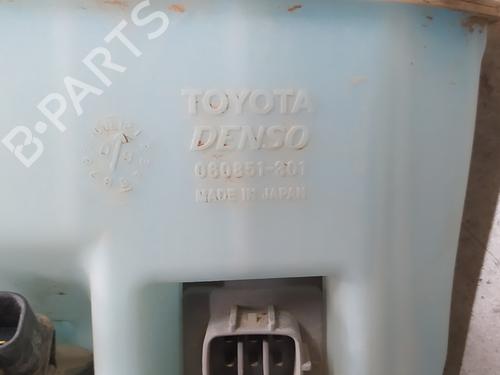 B-PARTS
TOYOTA
DENSO
060851-801
MADE IN JAPAN